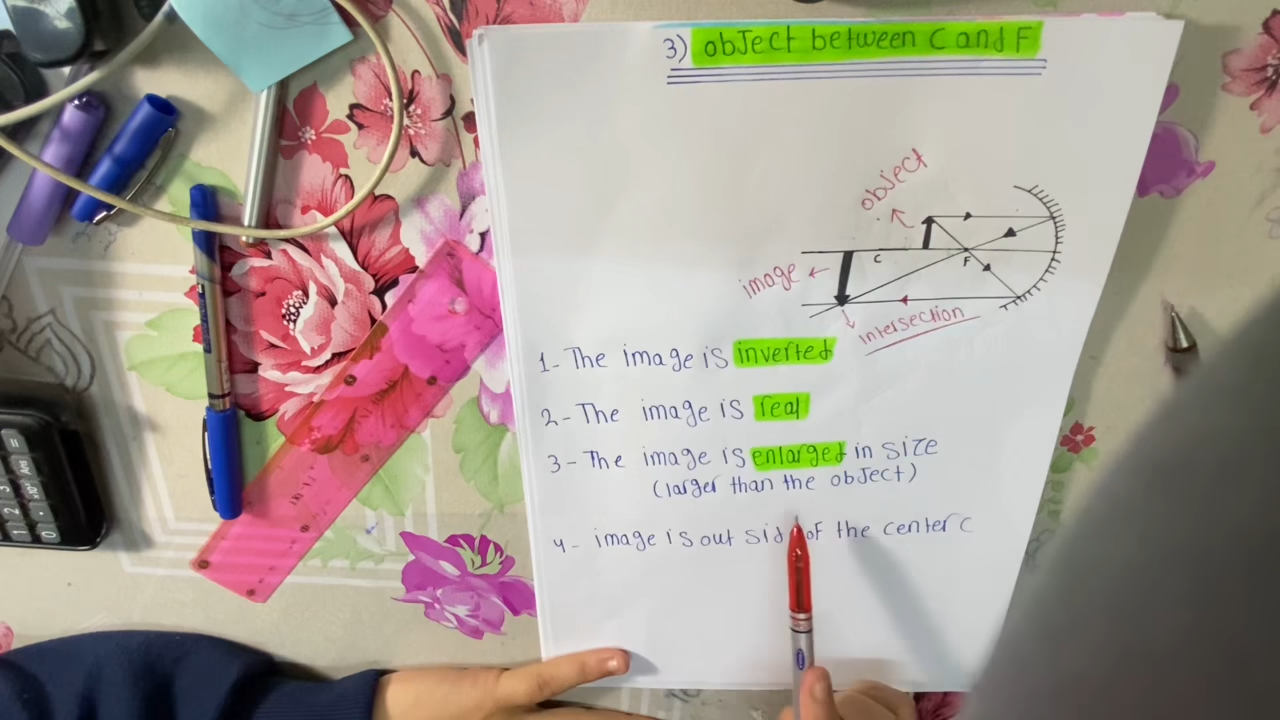 3) object between C and F
object
C
F
image
intersection
1- The image is inverted
2- The image is real
3- The image is enlarged in size
(larger than the object)
4- image is out side of the center C